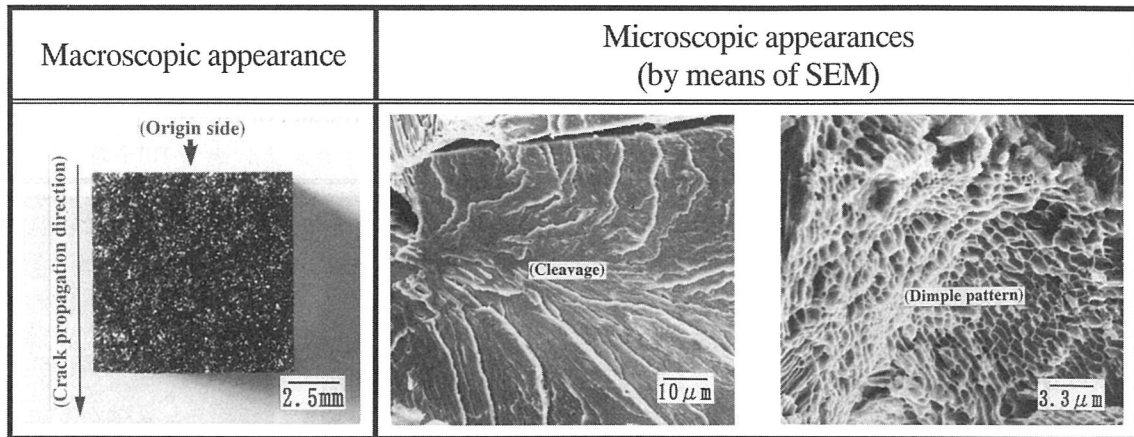 Macroscopic appearance
Microscopic appearances
(by means of SEM)
(Origin side)
(Crack propagation direction)
2.5mm
(Cleavage)
10μm
(Dimple pattern)
3.3μm